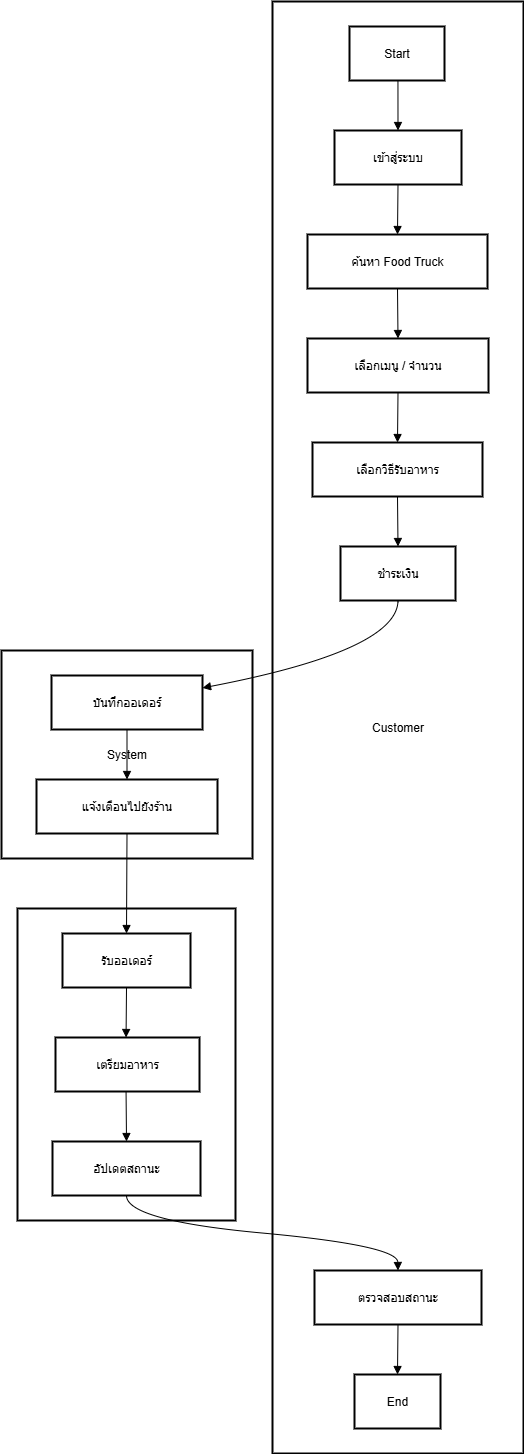 Start
เข้าสู่ระบบ
ค้นหา Food Truck
เลือกเมนู / จำนวน
เลือกวิธีรับอาหาร
ชำระเงิน
บันทึกออเดอร์
Customer
System
แจ้งเตือนไปยังร้าน
รับออเดอร์
เตรียมอาหาร
อัปเดตสถานะ
ตรวจสอบสถานะ
End